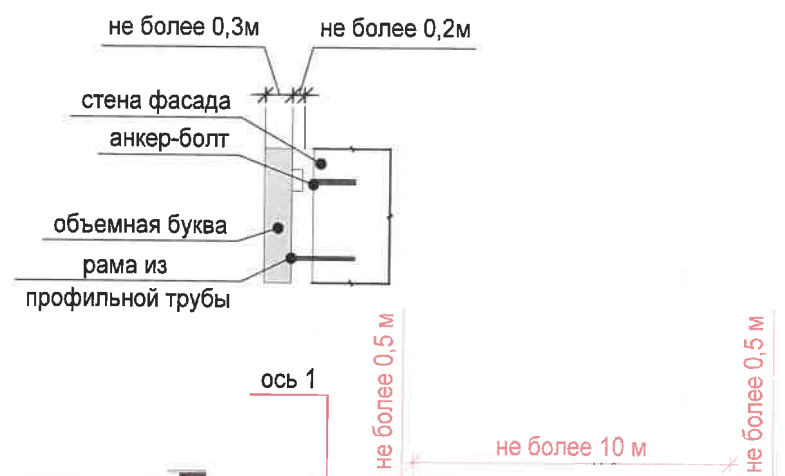 не более 0,3м
не более 0,2м
стена фасада
анкер-болт
объемная буква
рама из
профильной трубы
ось 1
не более 0,5 м
не более 10 м
не более 0,5 м